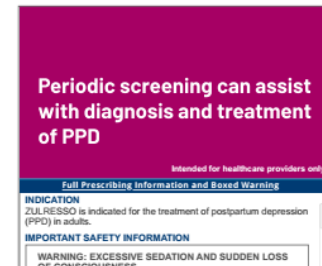 Periodic screening can assist
with diagnosis and treatment
of PPD
Intended for healthcare providers only
Full Prescribing Information and Boxed Warning
INDICATION
ZULRESSO is indicated for the treatment of postpartum depression
(PPD) in adults.
IMPORTANT SAFETY INFORMATION
WARNING: EXCESSIVE SEDATION AND SUDDEN LOSS
OF CONSCIOUSNESS